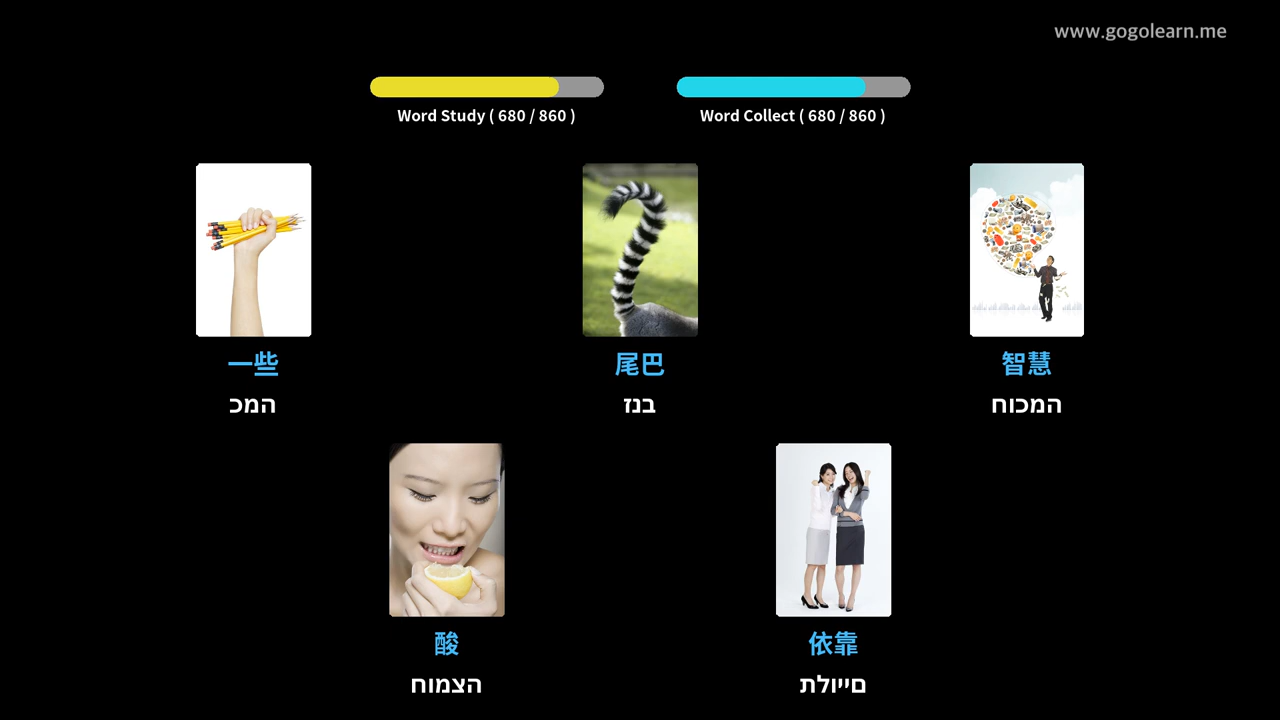 www.gogolearn.me
Word Study ( 680 / 860 )
Word Collect ( 680 / 860 )
一些
המכ
尾巴
בנז
智慧
המכוח
酸
הצמוח
依靠
םייולת